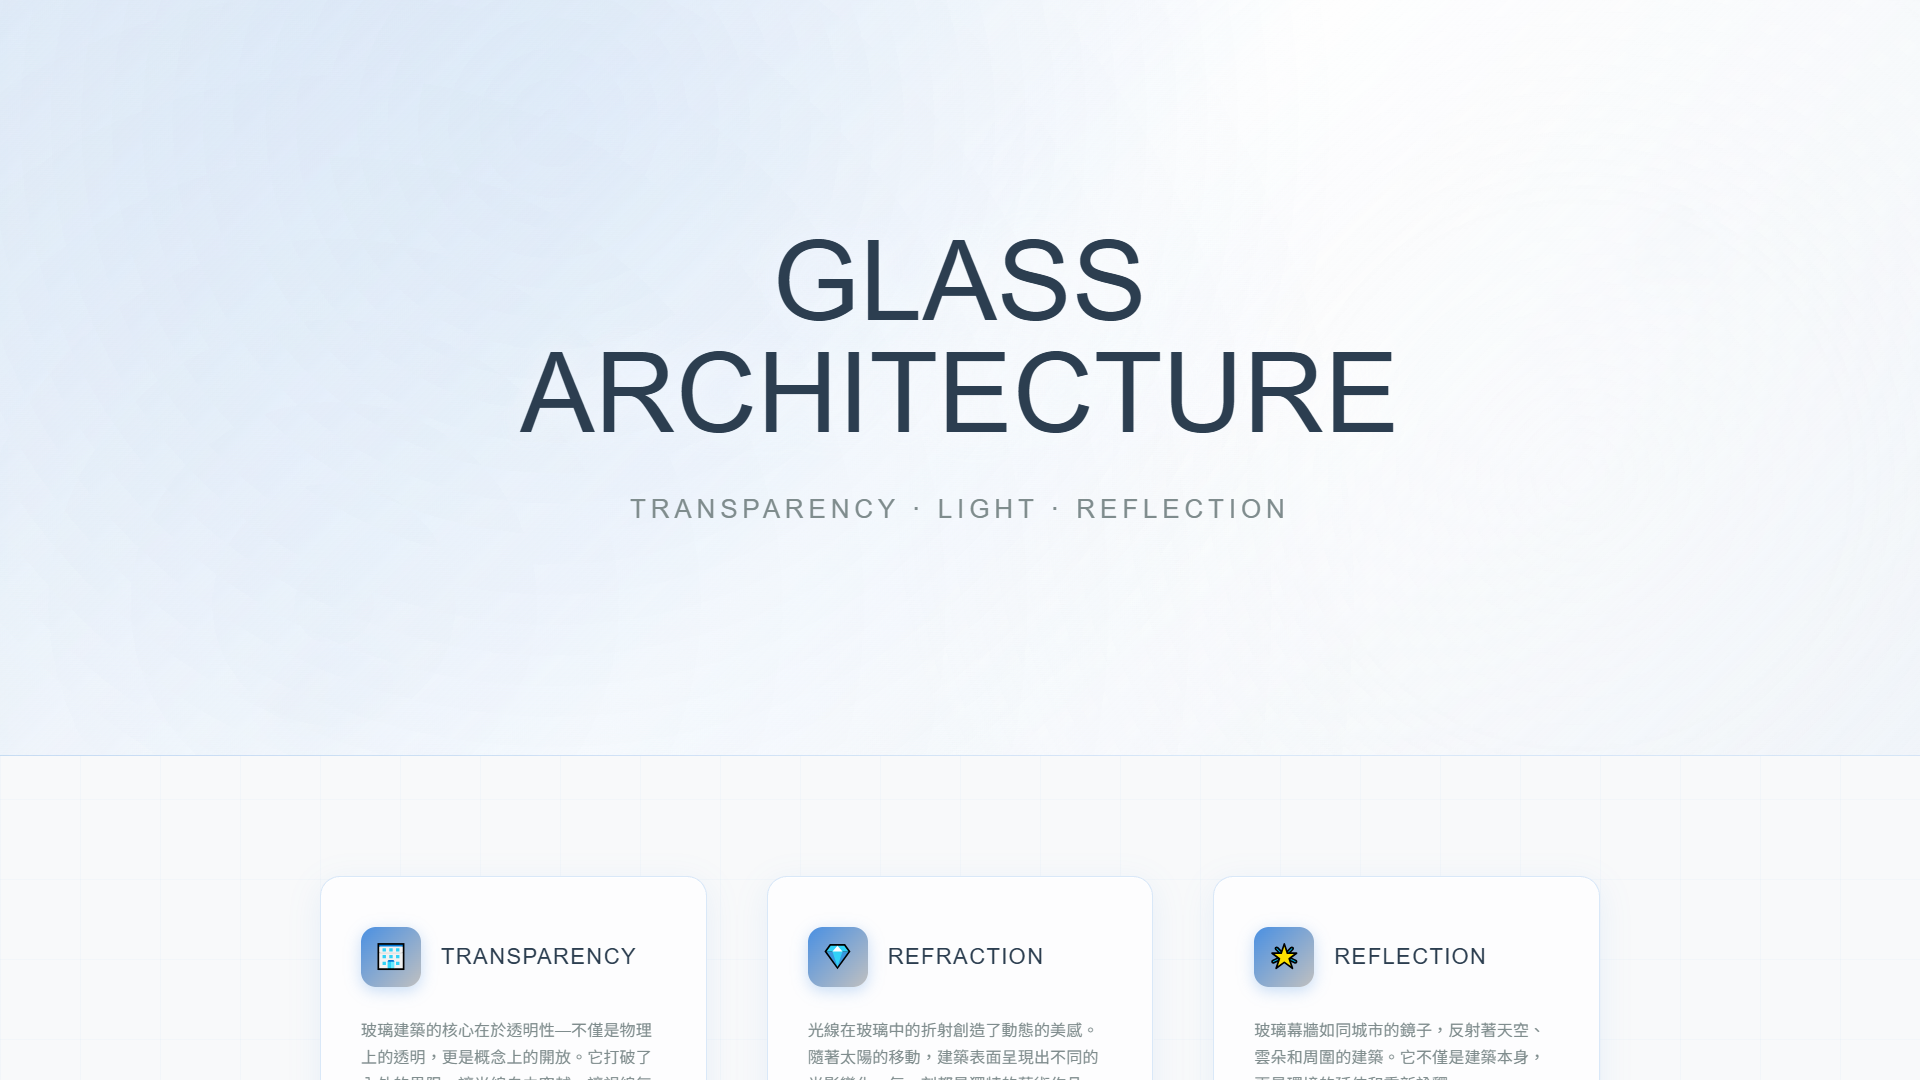 GLASS
ARCHITECTURE
TRANSPARENCY · LIGHT · REFLECTION
TRANSPARENCY
玻璃建築的核心在於透明性—不僅是物理
上的透明，更是概念上的開放。它打破了
REFRACTION
光線在玻璃中的折射創造了動態的美感。
隨著太陽的移動，建築表面呈現出不同的
REFLECTION
玻璃幕牆如同城市的鏡子，反射著天空、
雲朵和周圍的建築。它不僅是建築本身，